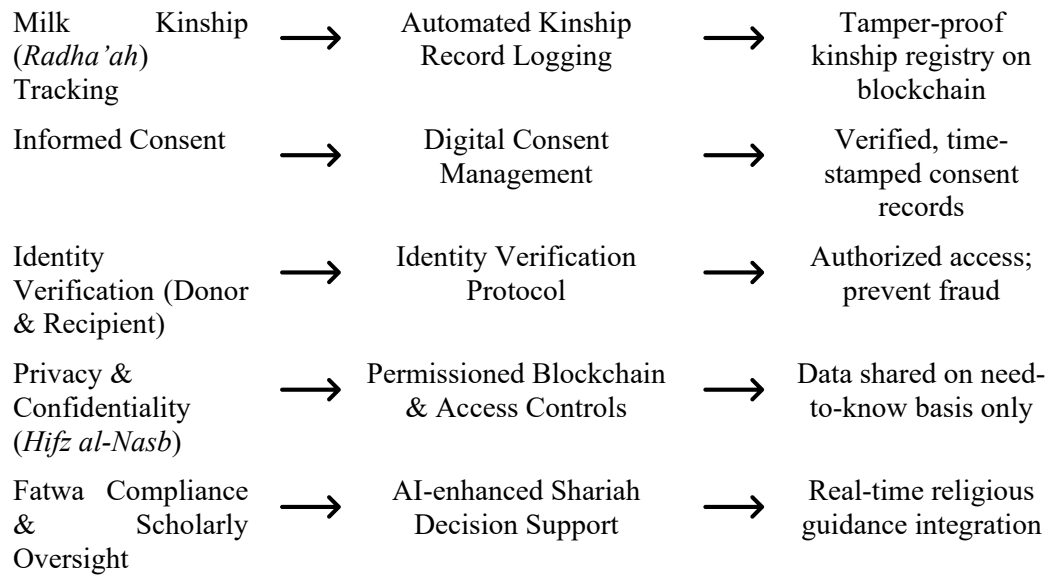 Milk Kinship
(Radha’ah)
Tracking
Automated Kinship
Record Logging
Tamper-proof
kinship registry on
blockchain
Informed Consent
Digital Consent
Management
Verified, time-
stamped consent
records
Identity
Verification (Donor
& Recipient)
Identity Verification
Protocol
Authorized access;
prevent fraud
Privacy &
Confidentiality
(Hifz al-Nasb)
Permissioned Blockchain
& Access Controls
Data shared on need-
to-know basis only
Fatwa Compliance
& Scholarly
Oversight
AI-enhanced Shariah
Decision Support
Real-time religious
guidance integration